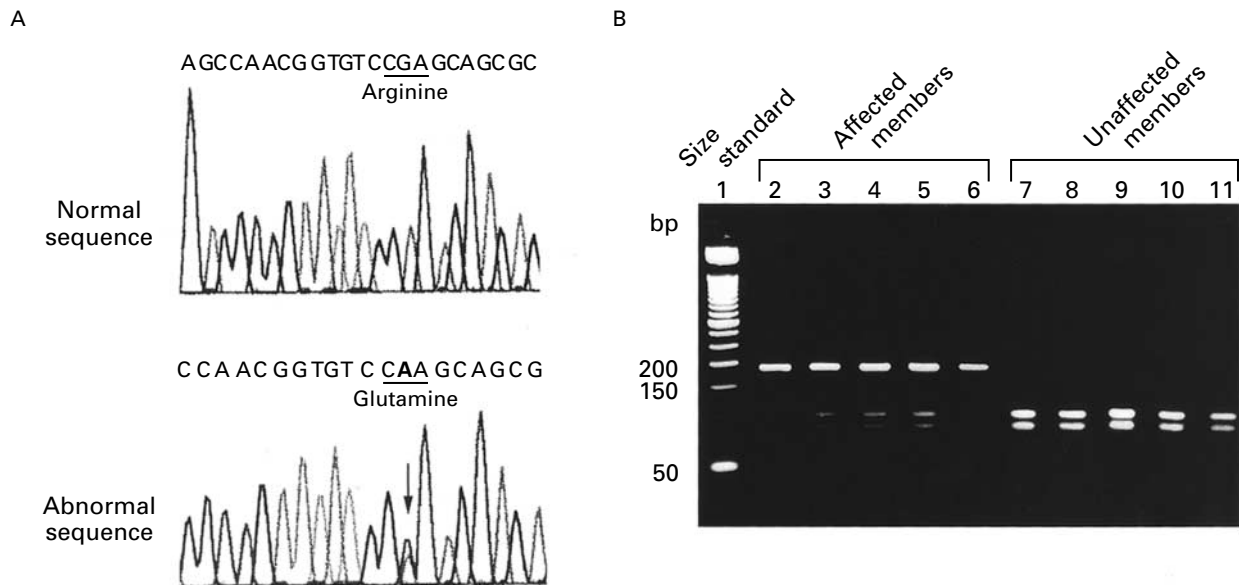 A
AGCCAACGGTGTCCGAGCAGCGC
Arginine
Normal
sequence
CCAACGGTGTCCAAGCAGCG
Glutamine
Abnormal
sequence
B
Size
standard
Affected
members
Unaffected
members
1 2 3 4 5 6 7 8 9 10 11
bp
200
150
50